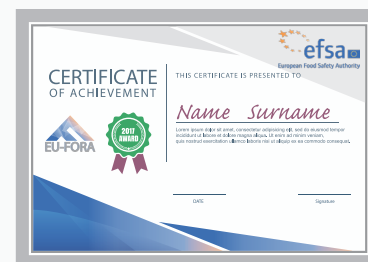 efsa
European Food Safety Authority
CERTIFICATE
OF ACHIEVEMENT
THIS CERTIFICATE IS PRESENTED TO
Name Surname
Lorem ipsum dolor sit amet, consectetur adipisicing elit, sed do eiusmod tempor
incididunt ut labore et dolore magna aliqua. Ut enim ad minim veniam,
quis nostrud exercitation ullamco laboris nisi ut aliquip ex ea commodo consequat.
2017
AWARD
EU-FORA
DATE
Signature